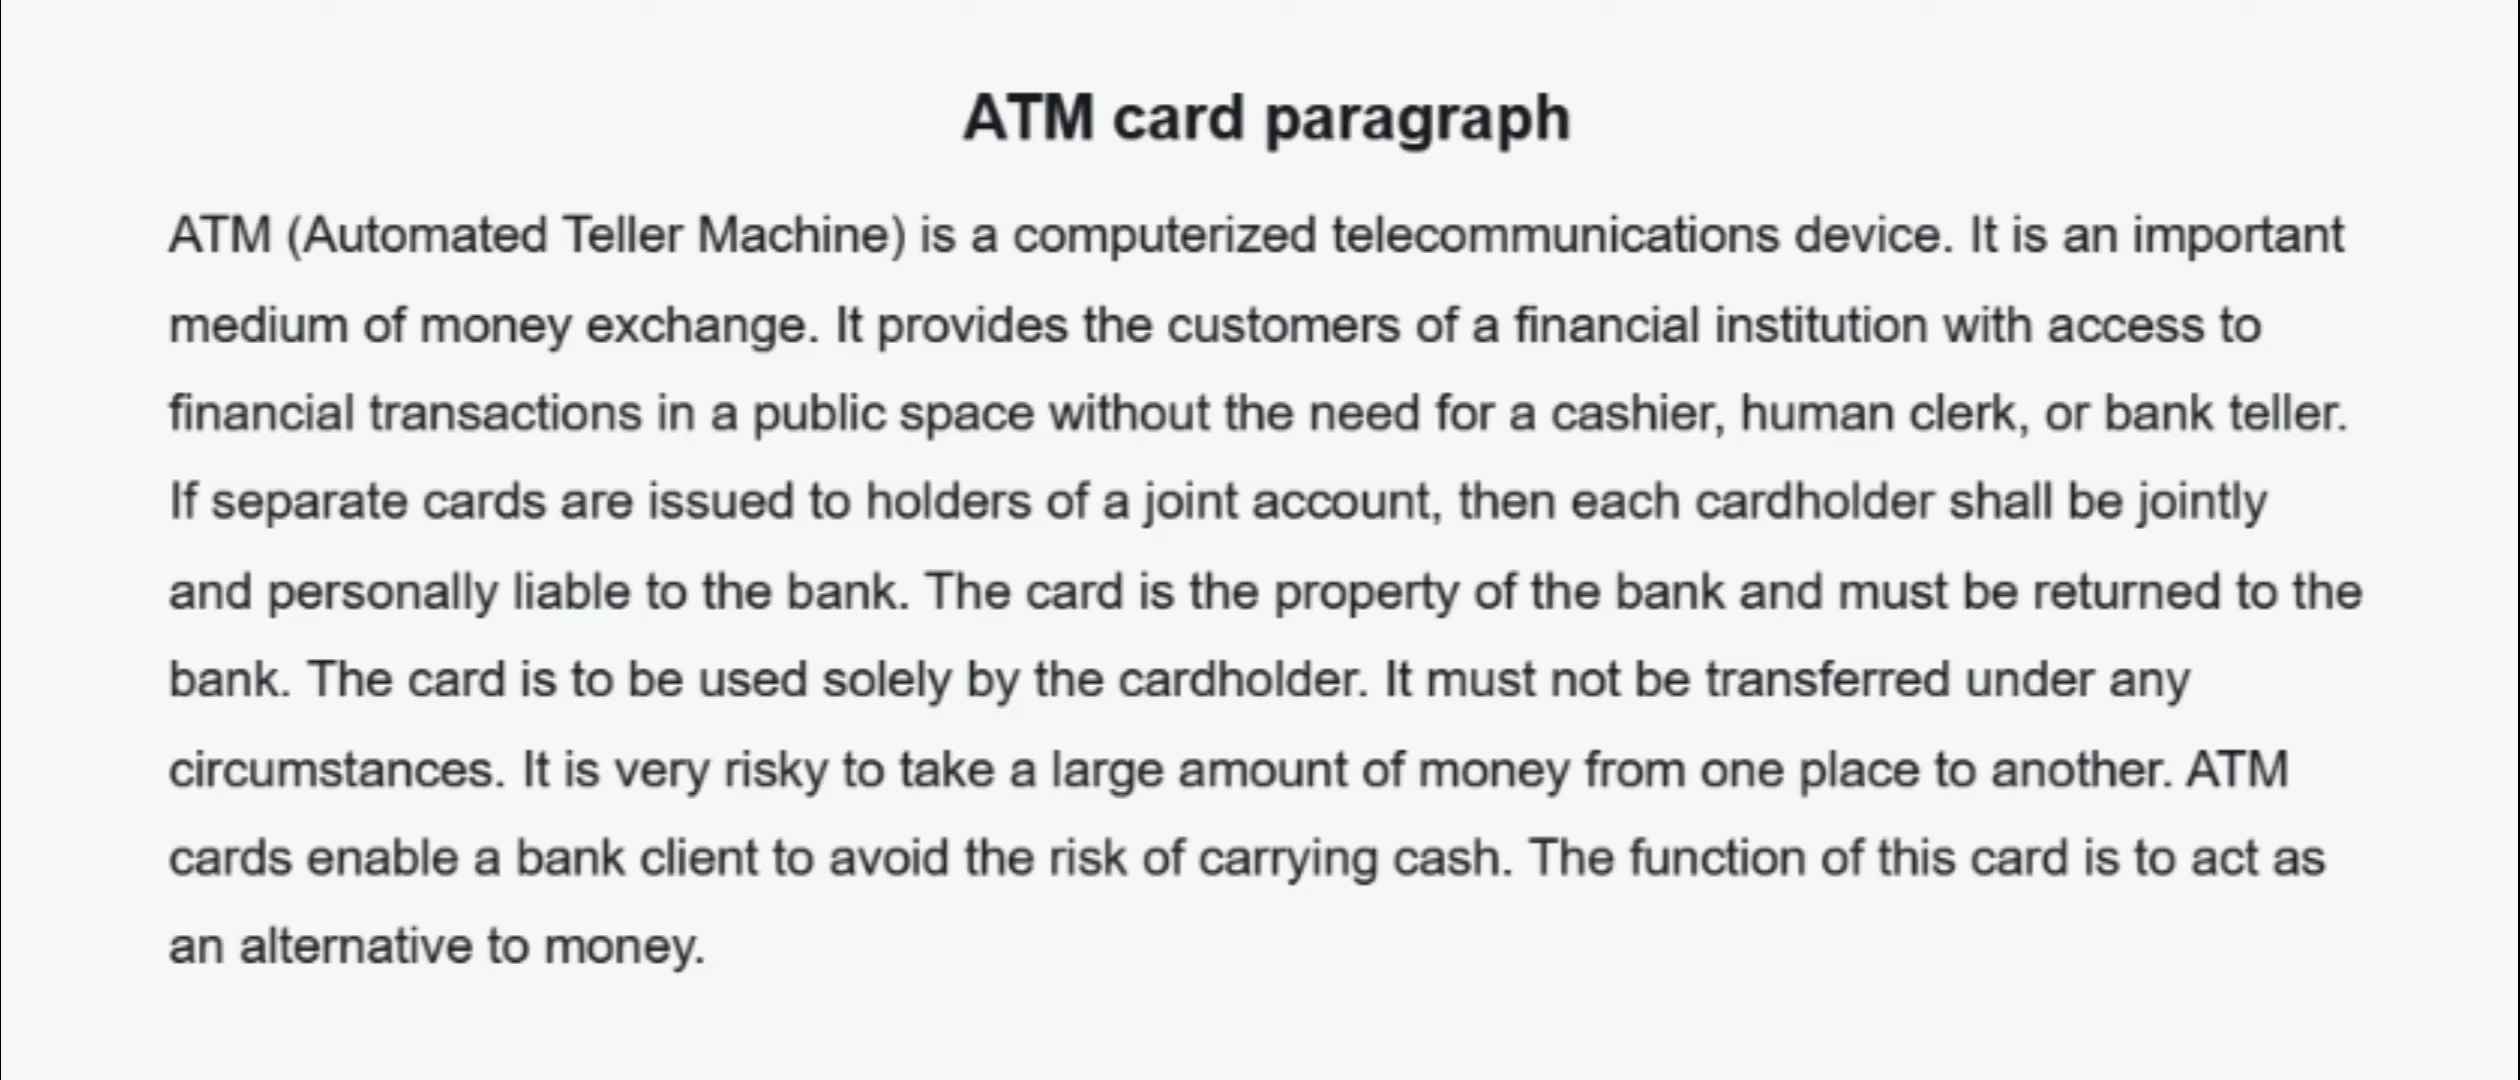 ATM card paragraph
ATM (Automated Teller Machine) is a computerized telecommunications device. It is an important
medium of money exchange. It provides the customers of a financial institution with access to
financial transactions in a public space without the need for a cashier, human clerk, or bank teller.
If separate cards are issued to holders of a joint account, then each cardholder shall be jointly
and personally liable to the bank. The card is the property of the bank and must be returned to the
bank. The card is to be used solely by the cardholder. It must not be transferred under any
circumstances. It is very risky to take a large amount of money from one place to another. ATM
cards enable a bank client to avoid the risk of carrying cash. The function of this card is to act as
an alternative to money.